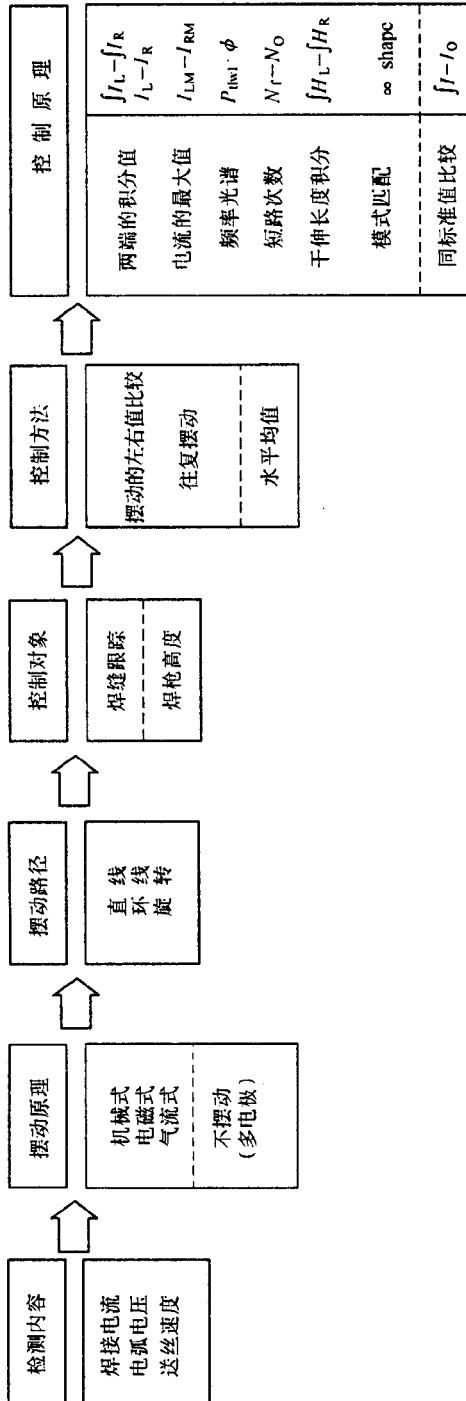 检测内容
焊接电流
电弧电压
送丝速度
摆动原理
机械式
电磁式
气流式
不摆动
(多电极)
摆动路径
直线
环线
旋转
控制对象
焊缝跟踪
焊枪高度
控制方法
摆动的左右值比较
往复摆动
水平均值
控制原理
两端的积分值 ∫I_L-∫I_R
I_L-I_R
电流的最大值 I_LM-I_RM
频率光谱
短路次数
干伸长度积分 ∫H_L-∫H_R
模式匹配 ∞ shapc
同标准值比较 ∫I-I_O